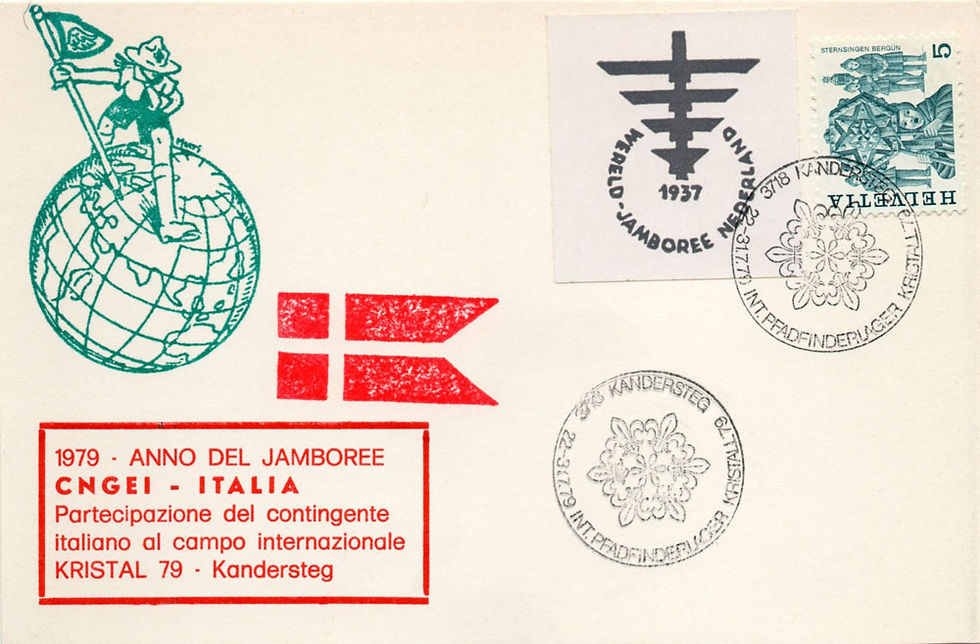 WERELD-JAMBOREE NEDERLAND
1937
STERNSINGEN BERGÜN
5
HELVETIA
3718 KANDERSTEG
22-31.7.79 INT. PFADFINDERLAGER KRISTALL 79
3718 KANDERSTEG
22-31.7.79 INT. PFADFINDERLAGER KRISTALL 79
1979 - ANNO DEL JAMBOREE
CNGEI - ITALIA
Partecipazione del contingente
italiano al campo internazionale
KRISTAL 79 - Kandersteg